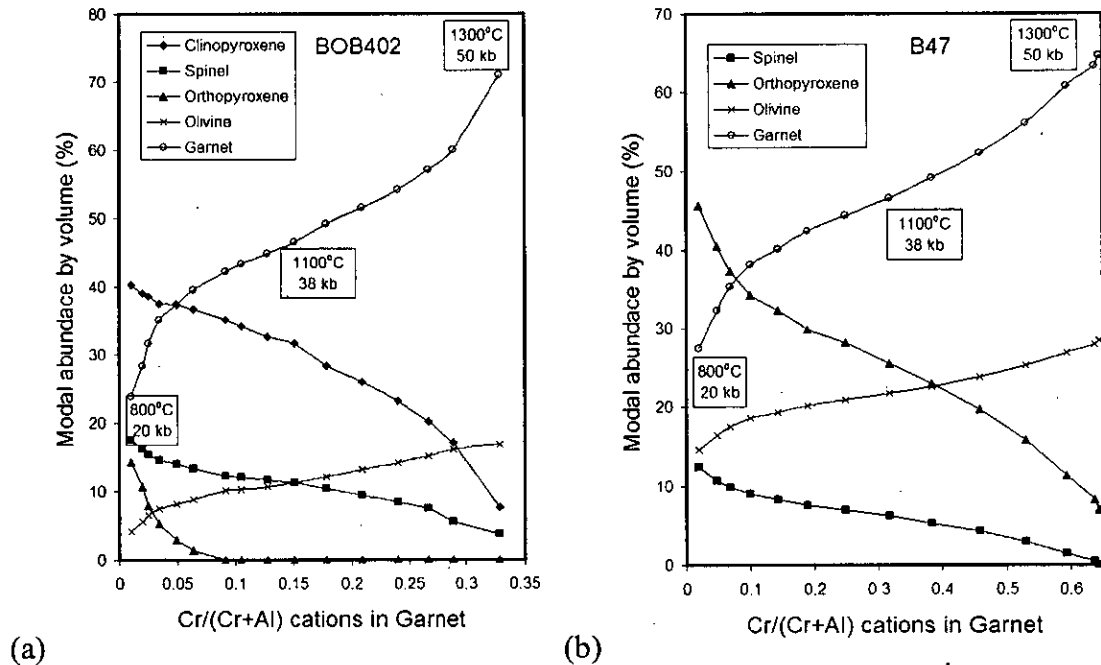 BOB402
Clinopyroxene
Spinel
Orthopyroxene
Olivine
Garnet
1300°C
50 kb
1100°C
38 kb
800°C
20 kb
Modal abundace by volume (%)
80
70
60
50
40
30
20
10
0
0
0.05
0.1
0.15
0.2
0.25
0.3
0.35
Cr/(Cr+Al) cations in Garnet
(a)
B47
Spinel
Orthopyroxene
Olivine
Garnet
1300°C
50 kb
1100°C
38 kb
800°C
20 kb
Modal abundance by volume (%)
70
60
50
40
30
20
10
0
0
0.1
0.2
0.3
0.4
0.5
0.6
Cr/(Cr+Al) cations in Garnet
(b)